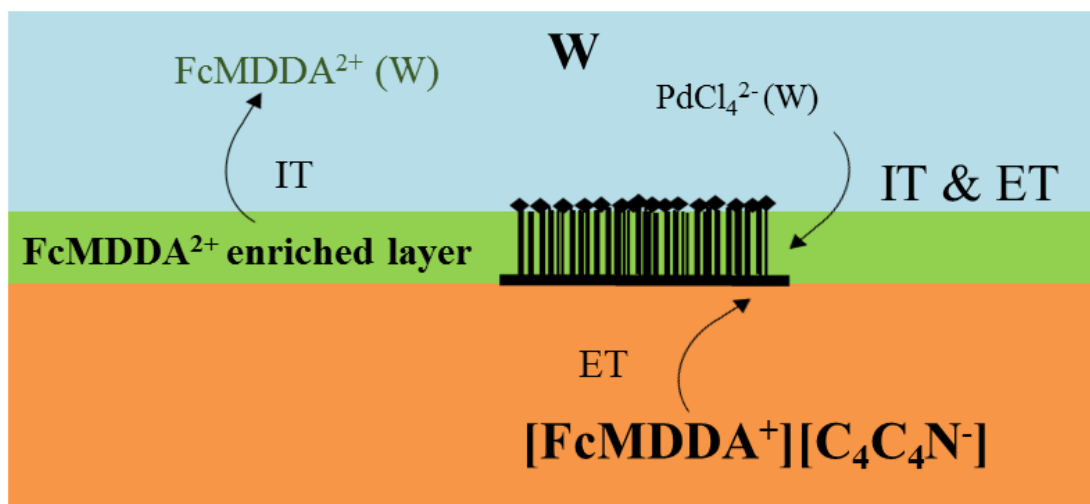 W
FcMDDA²⁺ (W)
PdCl₄²⁻ (W)
IT
IT & ET
FcMDDA²⁺ enriched layer
ET
[FcMDDA⁺][C₄C₄N⁻]